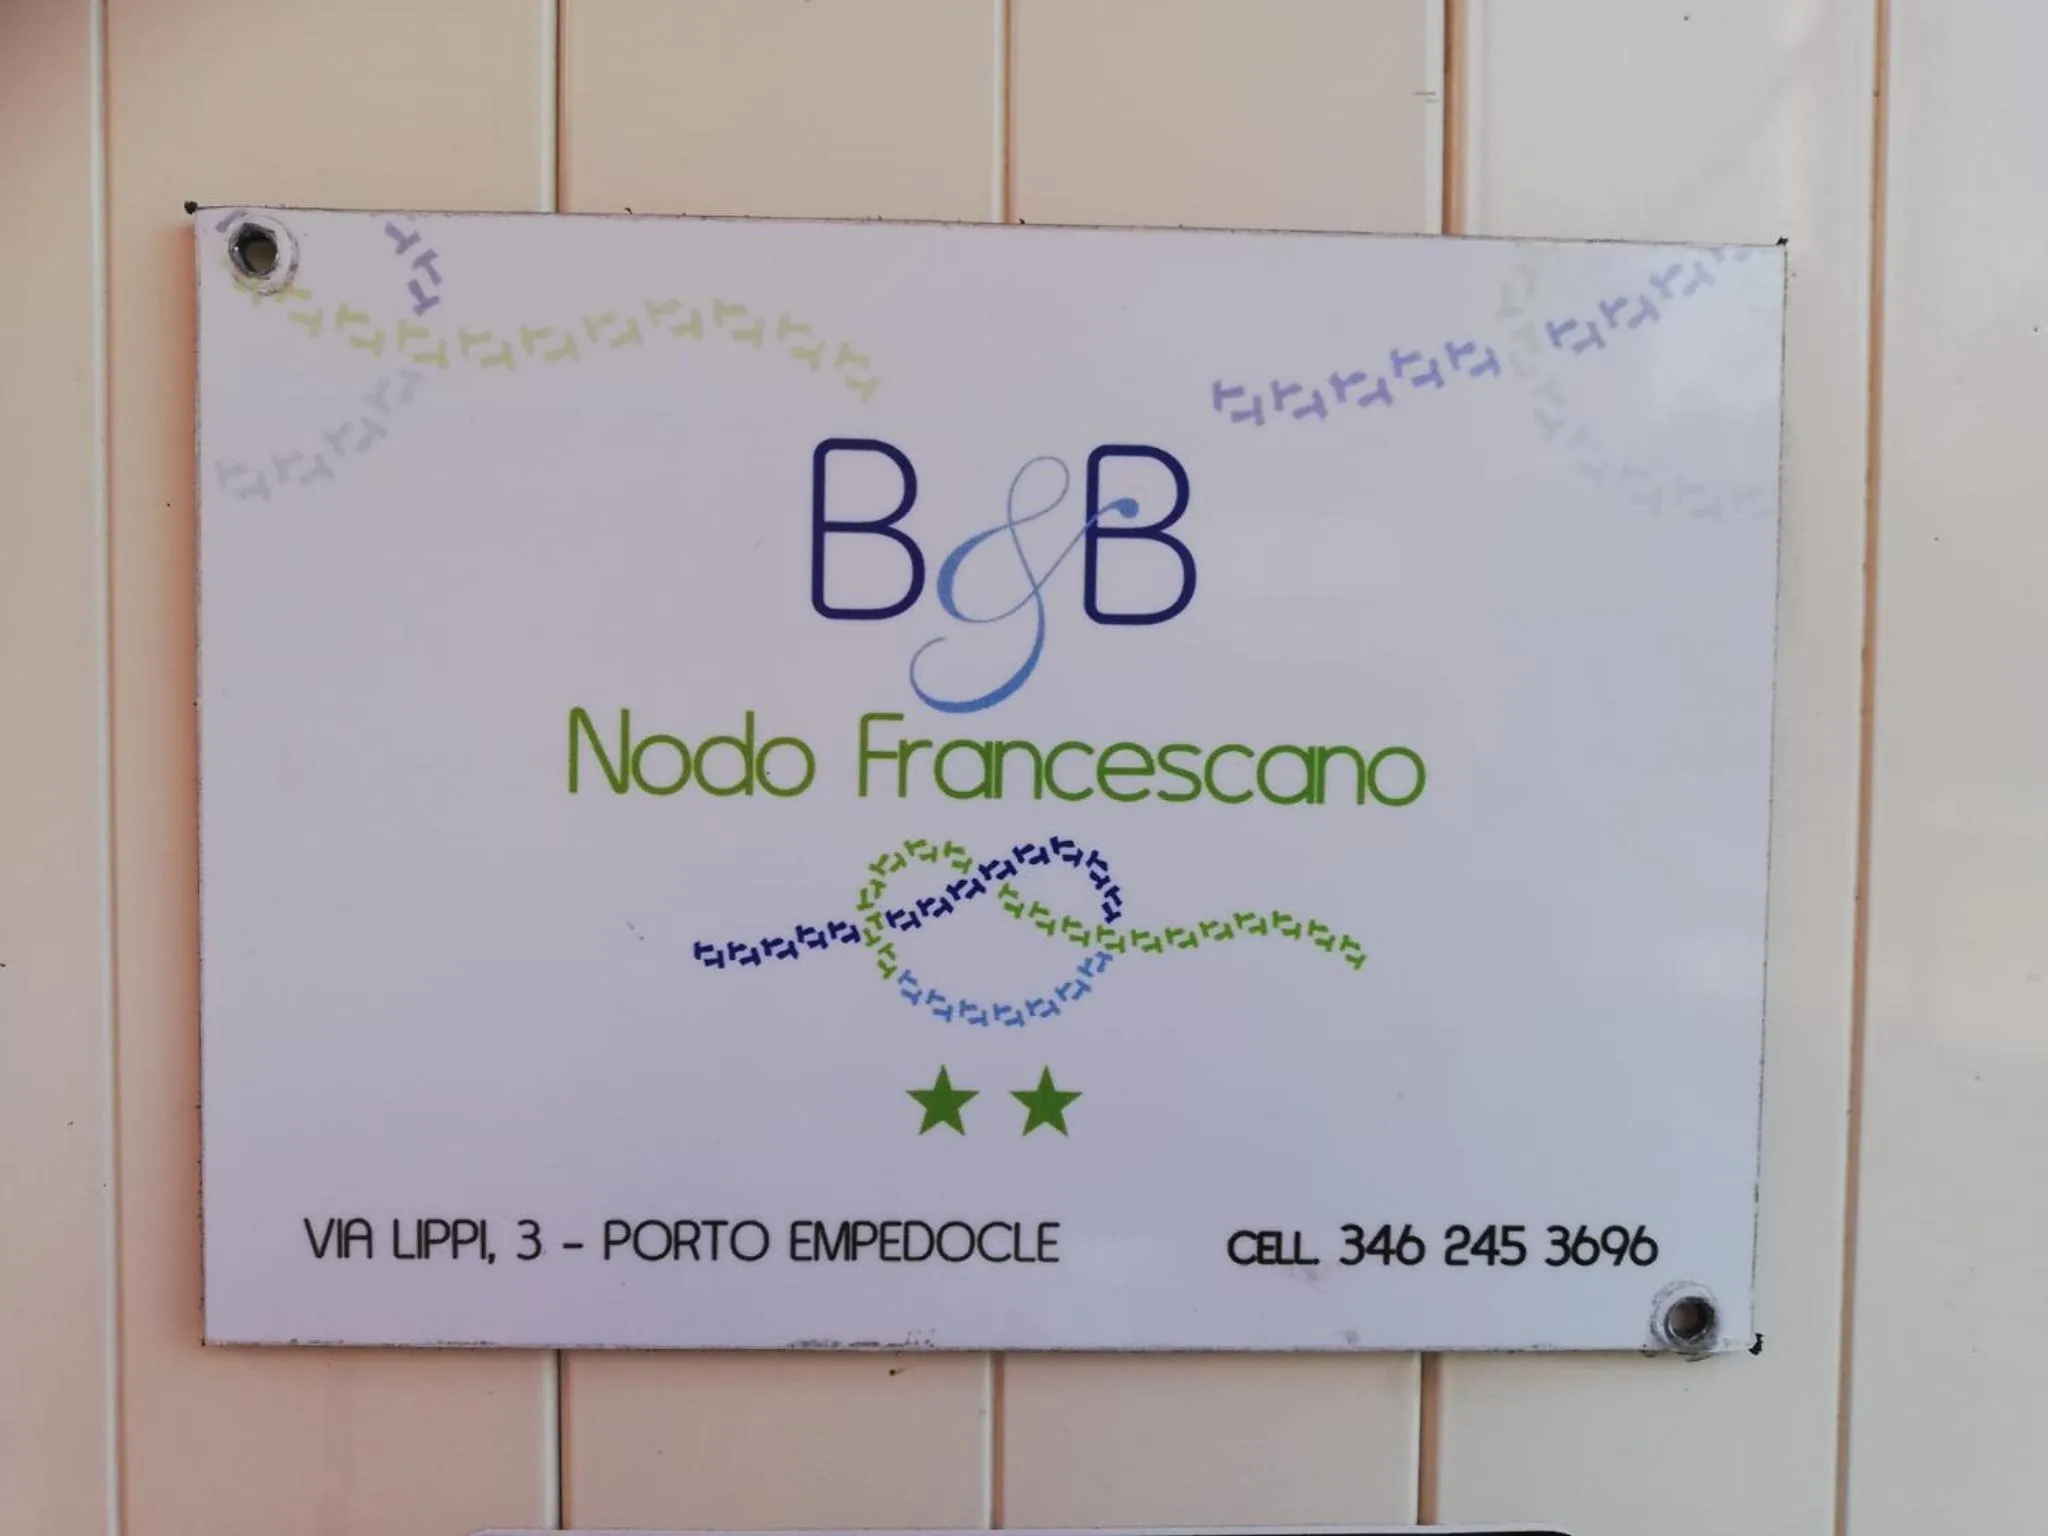 B&B
Nodo Francescano
VIA LIPPI, 3 - PORTO EMPEDOCLE
CELL. 346 245 3696